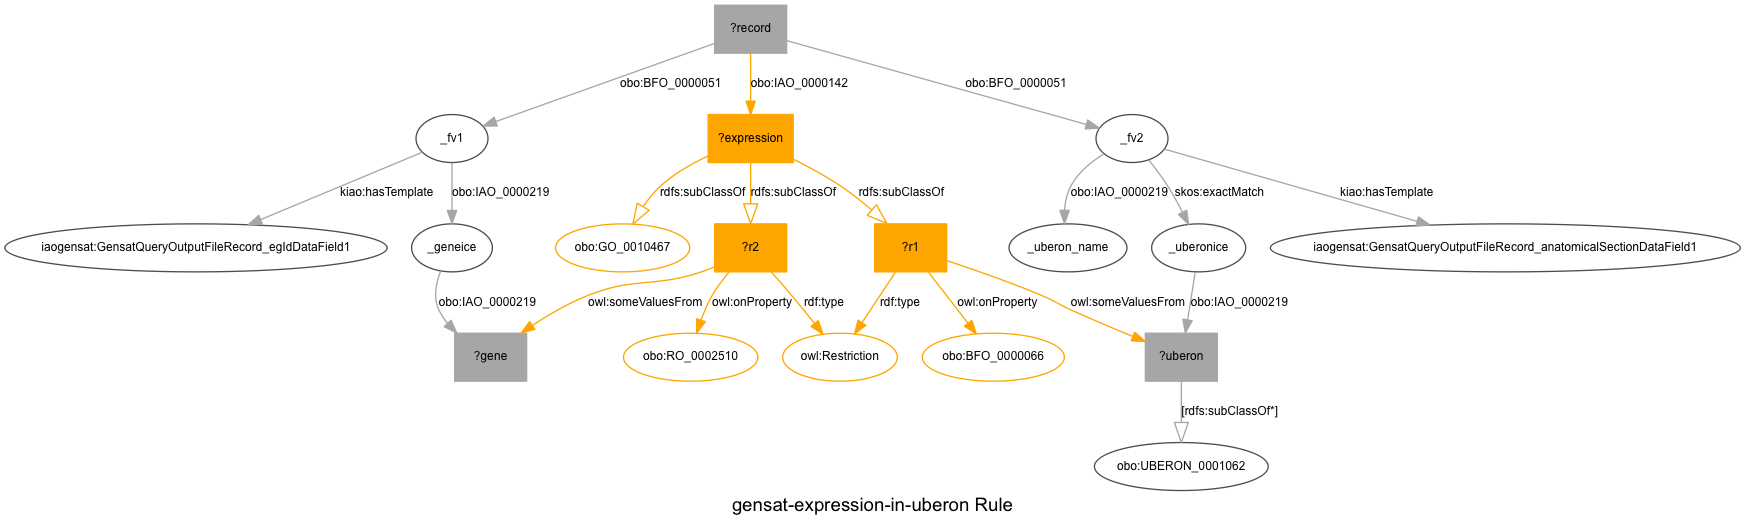 ?record
obo:BFO_0000051
obo:IAO_0000142
obo:BFO_0000051
_fv1
?expression
_fv2
kiao:hasTemplate
obo:IAO_0000219
rdfs:subClassOf
rdfs:subClassOf
rdfs:subClassOf
obo:IAO_0000219
skos:exactMatch
kiao:hasTemplate
iaogensat:GensatQueryOutputFileRecord_egIdDataField1
_geneice
obo:GO_0010467
?r2
?r1
_uberon_name
_uberonice
iaogensat:GensatQueryOutputFileRecord_anatomicalSectionDataField1
obo:IAO_0000219
owl:someValuesFrom
owl:onProperty
rdf:type
rdf:type
owl:onProperty
owl:someValuesFrom
obo:IAO_0000219
?gene
obo:RO_0002510
owl:Restriction
obo:BFO_0000066
?uberon
[rdfs:subClassOf*]
obo:UBERON_0001062
gensat-expression-in-uberon Rule